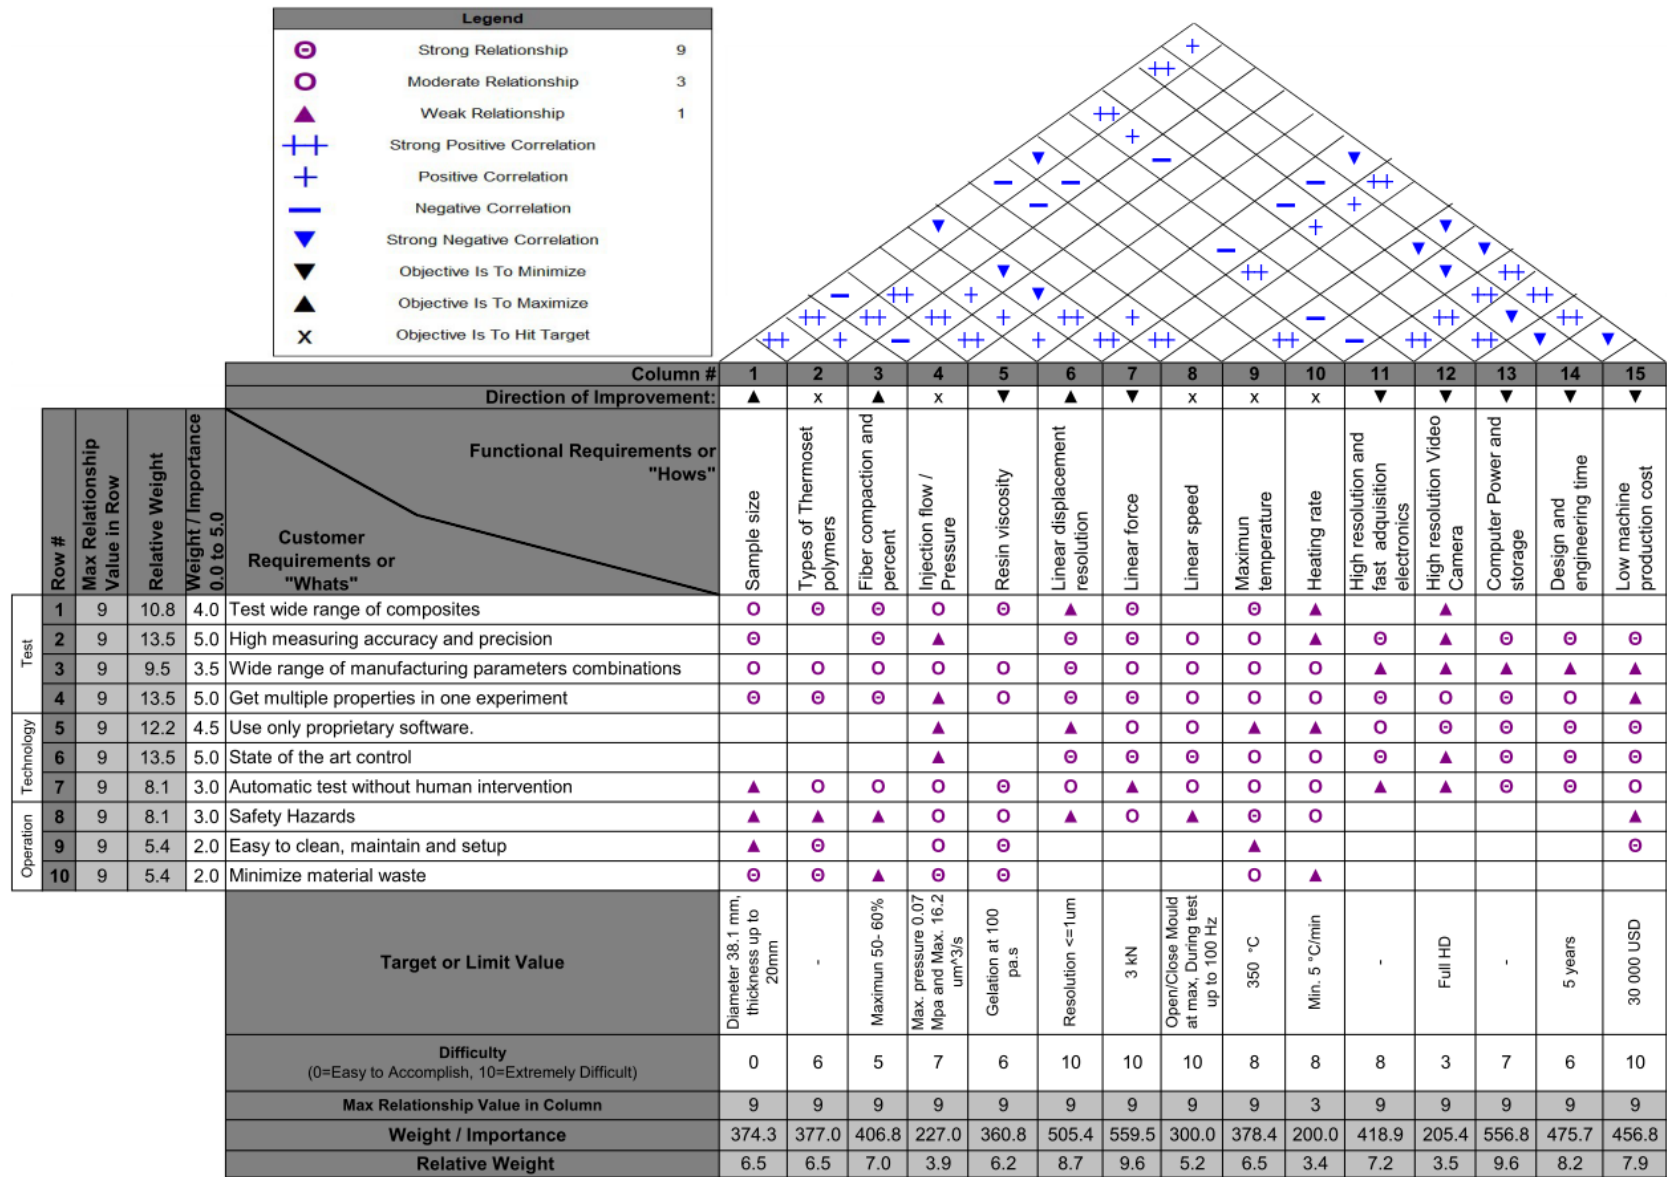 Legend
Strong Relationship 9
Moderate Relationship 3
Weak Relationship 1
Strong Positive Correlation
Positive Correlation
Negative Correlation
Strong Negative Correlation
Objective Is To Minimize
Objective Is To Maximize
x Objective Is To Hit Target
Column # 1 2 3 4 5 6 7 8 9 10 11 12 13 14 15
Direction of Improvement: x x x x x
Row #
Max Relationship
Value in Row
Relative Weight
Weight / Importance
0.0 to 5.0
Functional Requirements or
"Hows"
Customer
Requirements or
"Whats"
Sample size
Types of Thermoset
polymers
Fiber compaction and
percent
Injection flow /
Pressure
Resin viscosity
Linear displacement
resolution
Linear force
Linear speed
Maximun
temperature
Heating rate
High resolution and
fast adquisition
electronics
High resolution Video
Camera
Computer Power and
storage
Design and
engineering time
Low machine
production cost
Test
1 9 10.8 4.0 Test wide range of composites
2 9 13.5 5.0 High measuring accuracy and precision
3 9 9.5 3.5 Wide range of manufacturing parameters combinations
4 9 13.5 5.0 Get multiple properties in one experiment
Technology
5 9 12.2 4.5 Use only proprietary software.
6 9 13.5 5.0 State of the art control
7 9 8.1 3.0 Automatic test without human intervention
Operation
8 9 8.1 3.0 Safety Hazards
9 9 5.4 2.0 Easy to clean, maintain and setup
10 9 5.4 2.0 Minimize material waste
Target or Limit Value
Diameter 38.1 mm,
thickness up to
20mm
-
Maximun 50- 60%
Max. pressure 0.07
Mpa and Max. 16.2
um^3/s
Gelation at 100
pa.s
Resolution <=1um
3 kN
Open/Close Mould
at max, During test
up to 100 Hz
350 °C
Min. 5 °C/min
-
Full HD
-
5 years
30 000 USD
Difficulty
(0=Easy to Accomplish, 10=Extremely Difficult)
0 6 5 7 6 10 10 10 8 8 8 3 7 6 10
Max Relationship Value in Column 9 9 9 9 9 9 9 9 9 3 9 9 9 9 9
Weight / Importance 374.3 377.0 406.8 227.0 360.8 505.4 559.5 300.0 378.4 200.0 418.9 205.4 556.8 475.7 456.8
Relative Weight 6.5 6.5 7.0 3.9 6.2 8.7 9.6 5.2 6.5 3.4 7.2 3.5 9.6 8.2 7.9